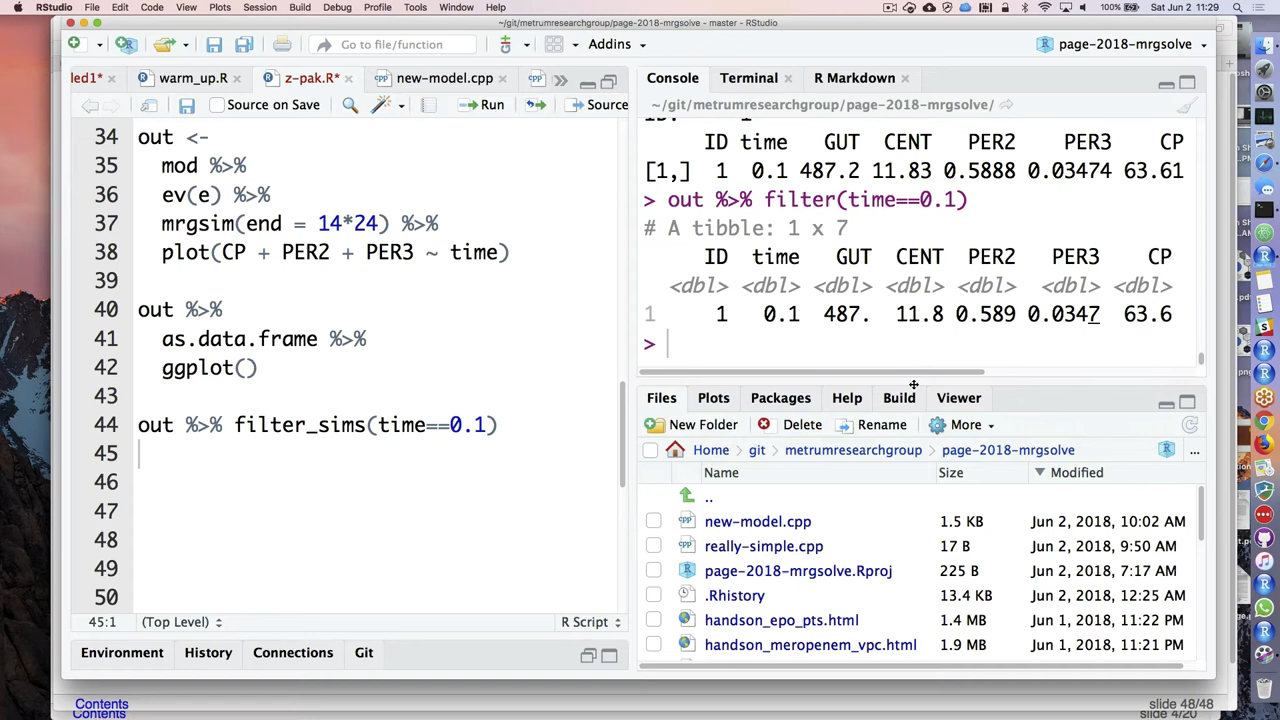 RStudio File Edit Code View Plots Session Build Debug Profile Tools Window Help 100% Sat Jun 2 11:29
~/git/metrumresearchgroup/page-2018-mrgsolve - master - RStudio
Go to file/function Addins page-2018-mrgsolve
led1* warm_up.R z-pak.R* new-model.cpp
Source on Save Run Source
34 out <-
35 mod %>%
36 ev(e) %>%
37 mrgsim(end = 14*24) %>%
38 plot(CP + PER2 + PER3 ~ time)
39
40 out %>%
41 as.data.frame %>%
42 ggplot()
43
44 out %>% filter_sims(time==0.1)
45
46
47
48
49
50
45:1 (Top Level) R Script
Environment History Connections Git
Console Terminal R Markdown
~/git/metrumresearchgroup/page-2018-mrgsolve/
ID time GUT CENT PER2 PER3 CP
[1,] 1 0.1 487.2 11.83 0.5888 0.03474 63.61
> out %>% filter(time==0.1)
# A tibble: 1 x 7
ID time GUT CENT PER2 PER3 CP
<dbl> <dbl> <dbl> <dbl> <dbl> <dbl> <dbl>
1 1 0.1 487. 11.8 0.589 0.0347 63.6
>
Files Plots Packages Help Build Viewer
New Folder Delete Rename More
Home git metrumresearchgroup page-2018-mrgsolve ...
Name Size Modified
..
new-model.cpp 1.5 KB Jun 2, 2018, 10:02 AM
really-simple.cpp 17 B Jun 2, 2018, 9:50 AM
page-2018-mrgsolve.Rproj 225 B Jun 2, 2018, 7:17 AM
.Rhistory 13.4 KB Jun 2, 2018, 12:25 AM
handson_epo_pts.html 1.4 MB Jun 1, 2018, 11:22 PM
handson_meropenem_vpc.html 1.9 MB Jun 1, 2018, 11:21 PM
Contents slide 48/48
Contents slide 4/20